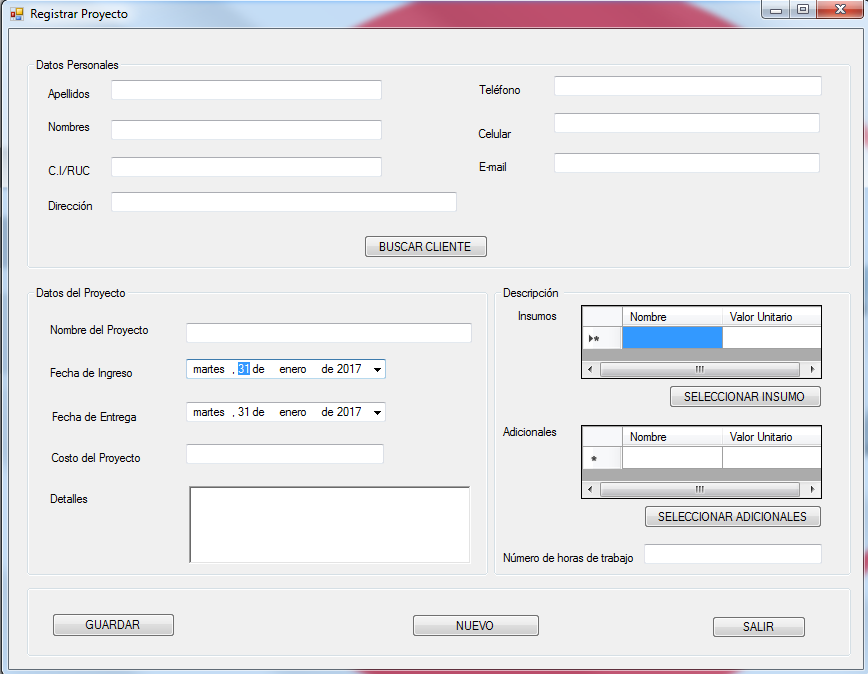 Registrar Proyecto
Datos Personales
Apellidos
Teléfono
Nombres
Celular
C.I/RUC
E-mail
Dirección
BUSCAR CLIENTE
Datos del Proyecto
Nombre del Proyecto
Fecha de Ingreso
martes , 31 de enero de 2017
Fecha de Entrega
martes , 31 de enero de 2017
Costo del Proyecto
Detalles
Descripción
Insumos
Nombre Valor Unitario
SELECCIONAR INSUMO
Adicionales
Nombre Valor Unitario
SELECCIONAR ADICIONALES
Número de horas de trabajo
GUARDAR
NUEVO
SALIR